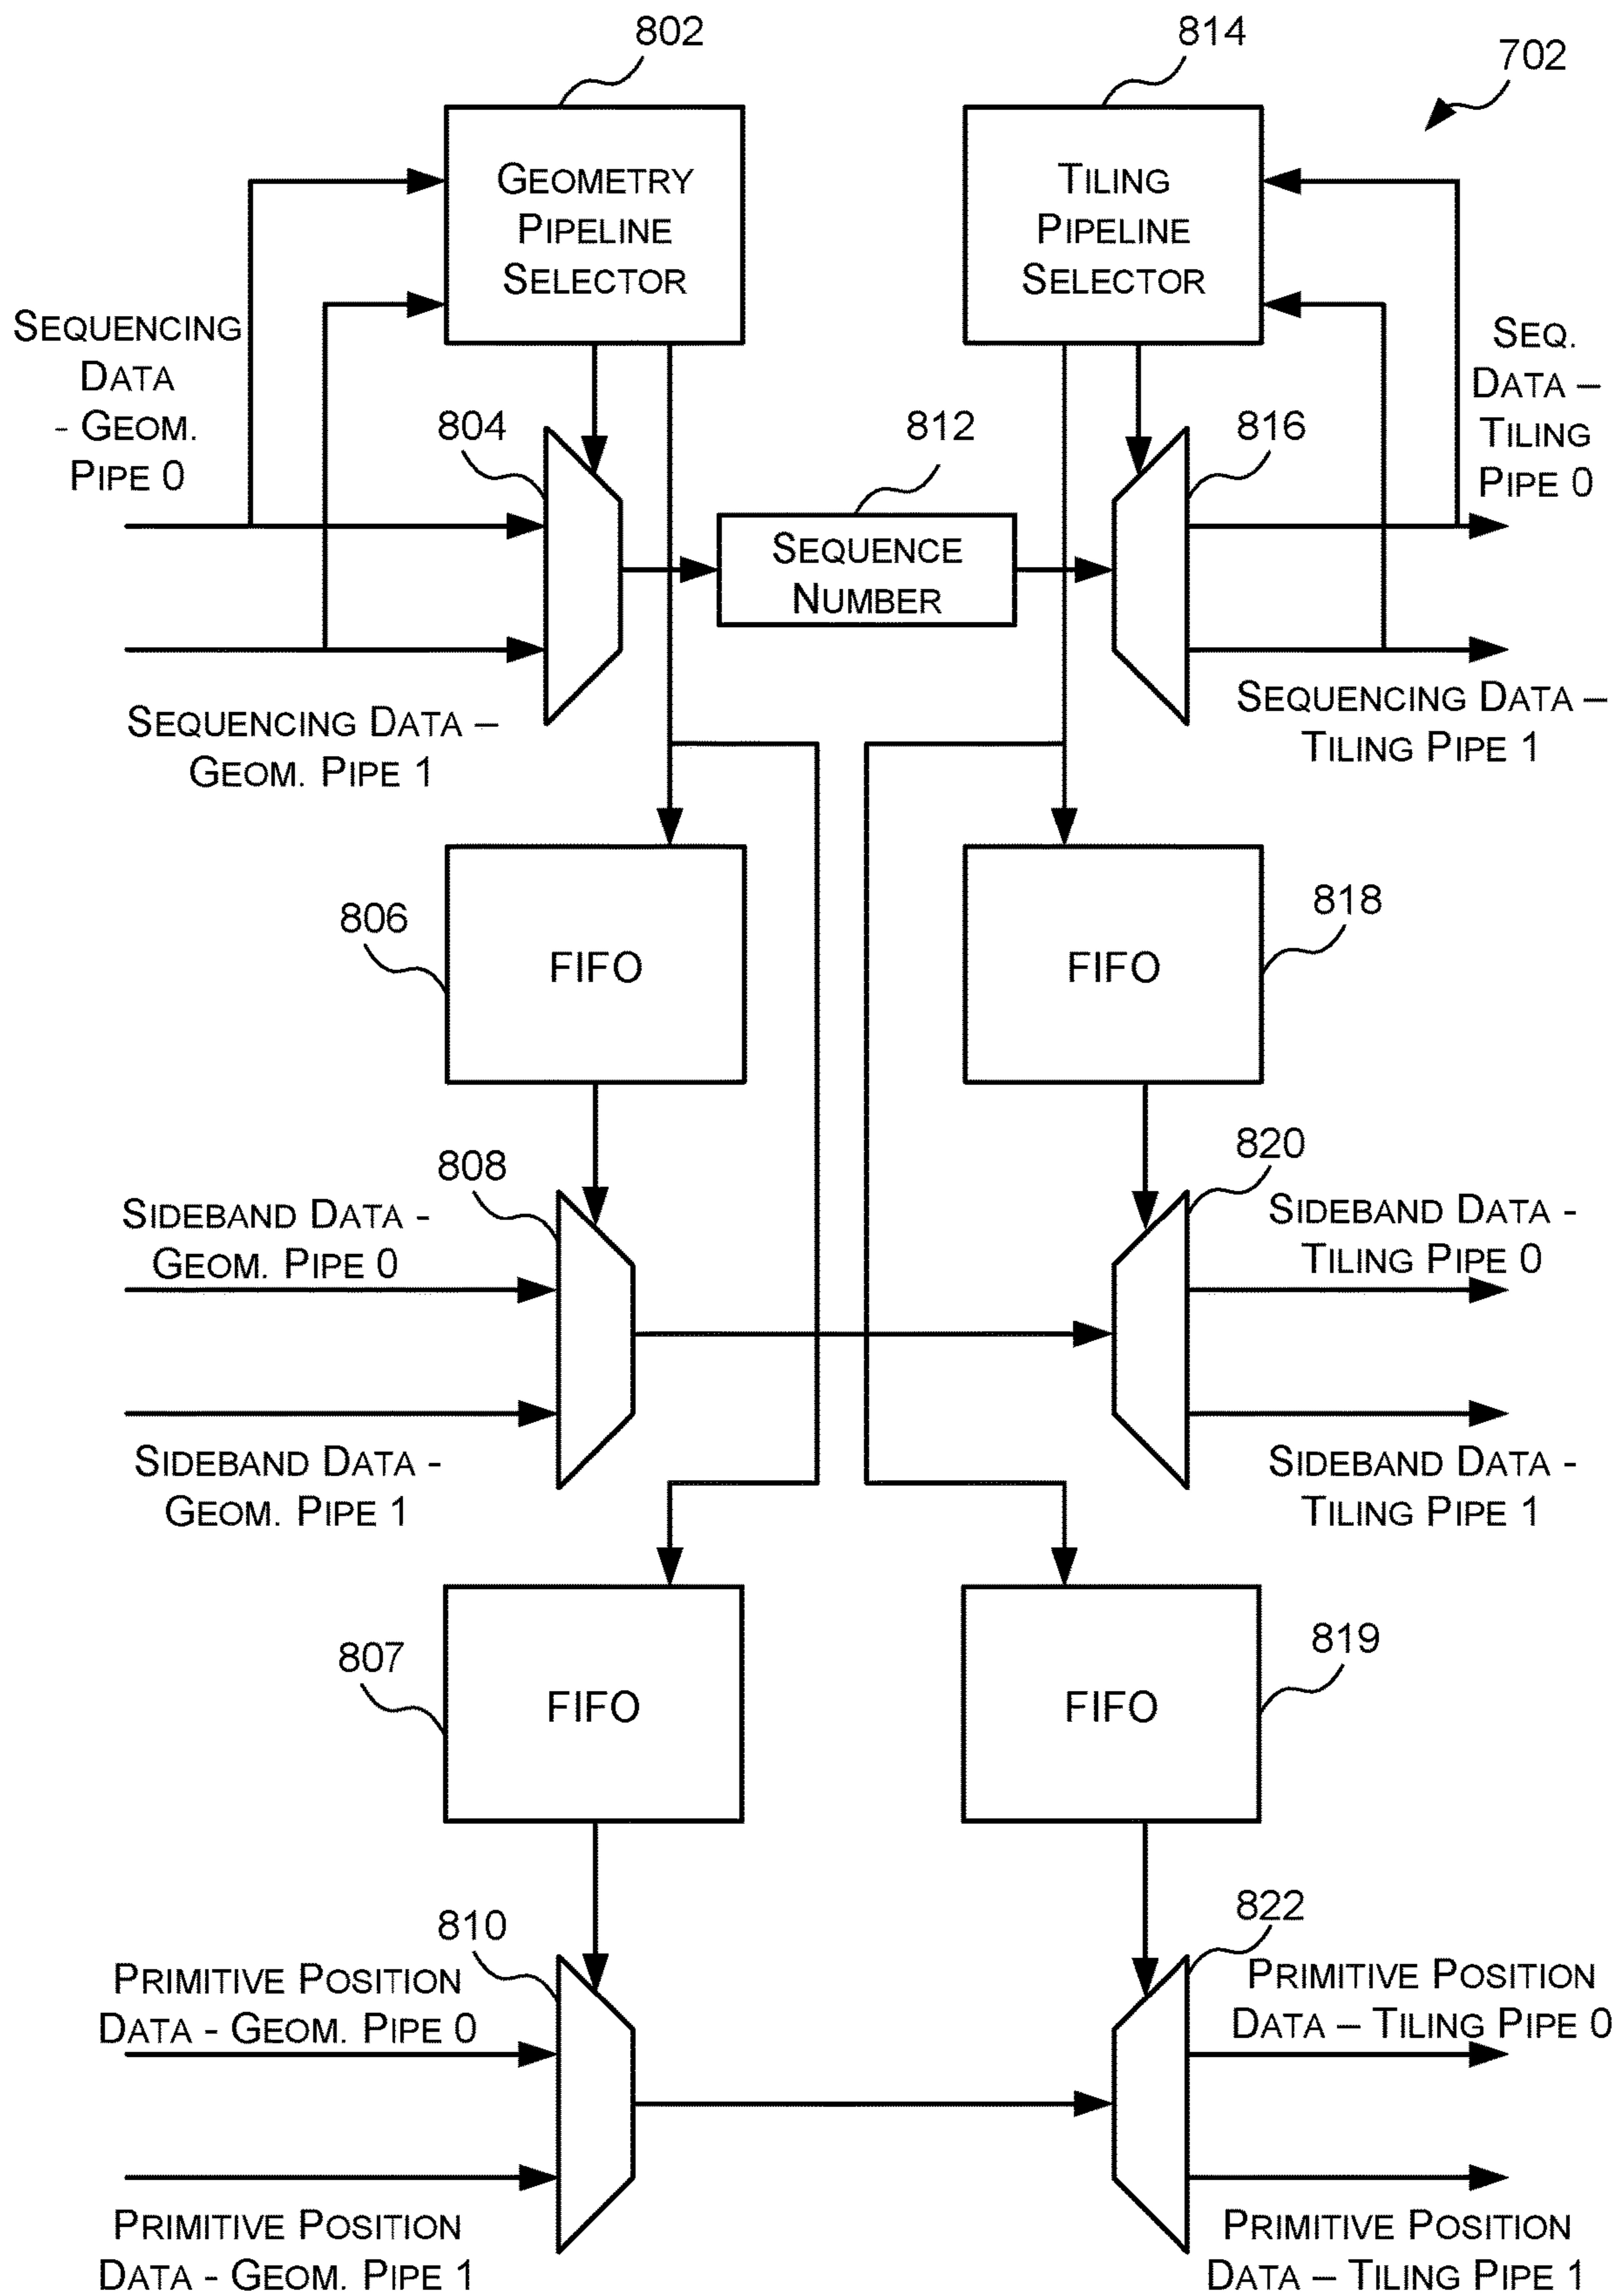 802
814
702
GEOMETRY
PIPELINE
SELECTOR
TILING
PIPELINE
SELECTOR
SEQUENCING
DATA
- GEOM.
PIPE 0
SEQ.
DATA –
TILING
PIPE 0
804
812
816
SEQUENCE
NUMBER
SEQUENCING DATA –
GEOM. PIPE 1
SEQUENCING DATA –
TILING PIPE 1
806
FIFO
818
FIFO
808
820
SIDEBAND DATA -
GEOM. PIPE 0
SIDEBAND DATA -
TILING PIPE 0
SIDEBAND DATA -
GEOM. PIPE 1
SIDEBAND DATA -
TILING PIPE 1
807
FIFO
819
FIFO
810
822
PRIMITIVE POSITION
DATA - GEOM. PIPE 0
PRIMITIVE POSITION
DATA – TILING PIPE 0
PRIMITIVE POSITION
DATA - GEOM. PIPE 1
PRIMITIVE POSITION
DATA – TILING PIPE 1